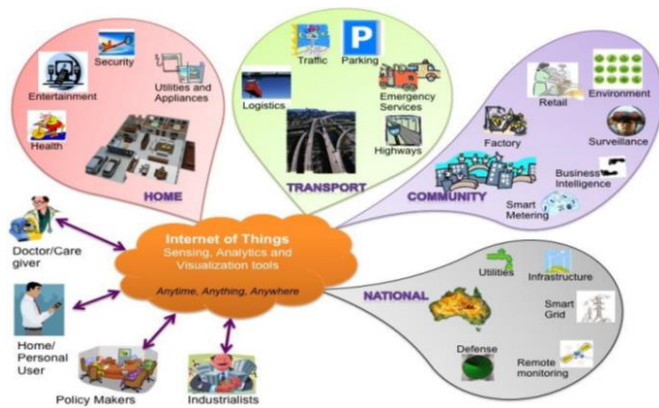 Security
Entertainment
Utilities and
Appliances
Health
HOME
Traffic
P
Parking
Logistics
Emergency
Services
Highways
TRANSPORT
Retail
Environment
Factory
Surveillance
Business
Intelligence
COMMUNITY
Smart
Metering
Internet of Things
Sensing, Analytics and
Visualization tools
Anytime, Anything, Anywhere
Doctor/Care
giver
Home/
Personal
User
Policy Makers
Industrialists
NATIONAL
Utilities
Infrastructure
Smart
Grid
Defense
Remote
monitoring